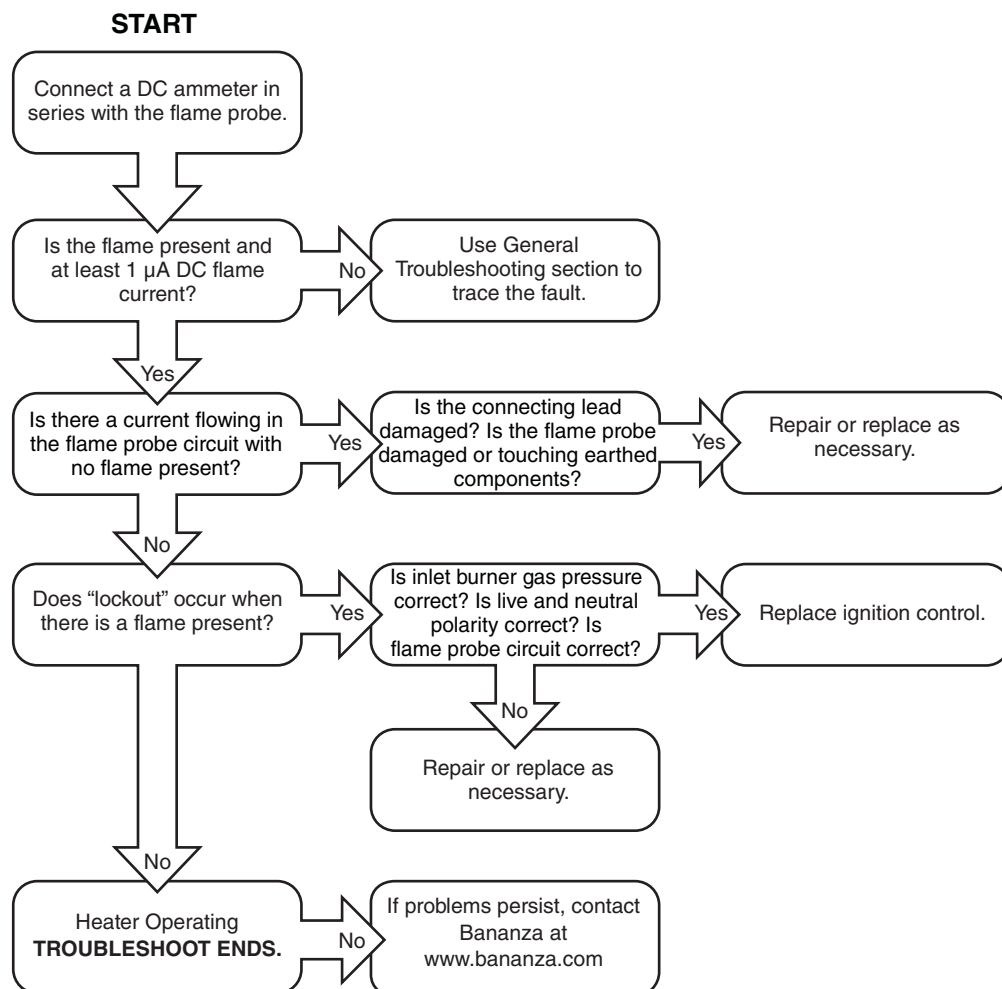 START
Connect a DC ammeter in
series with the flame probe.
Is the flame present and
at least 1 µA DC flame
current?
No
Use General
Troubleshooting section to
trace the fault.
Yes
Is there a current flowing in
the flame probe circuit with
no flame present?
Yes
Is the connecting lead
damaged? Is the flame probe
damaged or touching earthed
components?
Yes
Repair or replace as
necessary.
No
Does “lockout” occur when
there is a flame present?
Yes
Is inlet burner gas pressure
correct? Is live and neutral
polarity correct? Is
flame probe circuit correct?
Yes
Replace ignition control.
No
Repair or replace as
necessary.
No
Heater Operating
TROUBLESHOOT ENDS.
No
If problems persist, contact
Bananza at
www.bananza.com